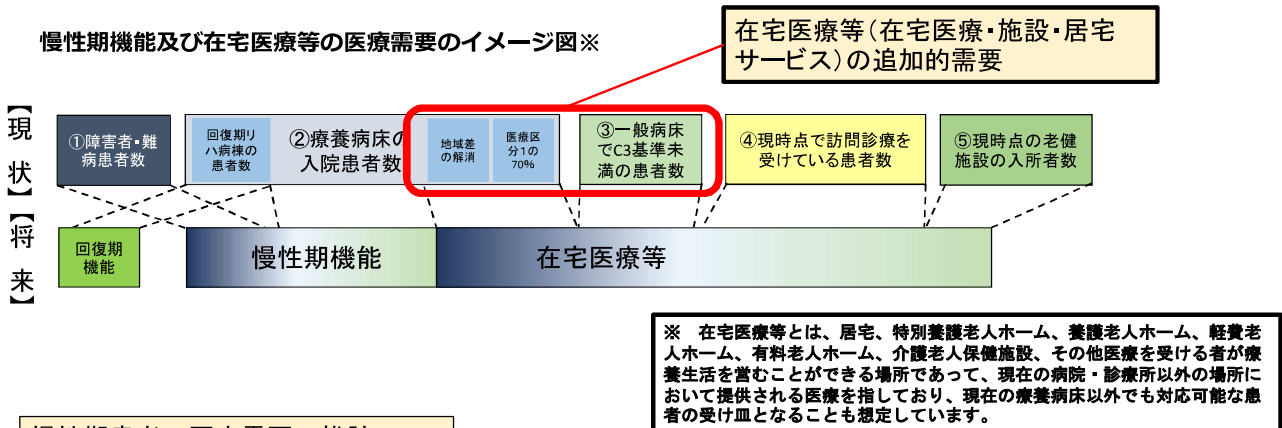 慢性期機能及び在宅医療等の医療需要のイメージ図※
在宅医療等(在宅医療・施設・居宅
サービス)の追加的需要
【現状】
①障害者・難
病患者数
回復期リ
ハ病棟の
患者数
②療養病床の
入院患者数
地域差
の解消
医療区
分1の
70%
③一般病床
でC3基準未
満の患者数
④現時点で訪問診療を
受けている患者数
⑤現時点の老健
施設の入所者数
【将来】
回復期
機能
慢性期機能
在宅医療等
※　在宅医療等とは、居宅、特別養護老人ホーム、養護老人ホーム、軽費老
人ホーム、有料老人ホーム、介護老人保健施設、その他医療を受ける者が療
養生活を営むことができる場所であって、現在の病院・診療所以外の場所に
おいて提供される医療を指しており、現在の療養病床以外でも対応可能な患
者の受け皿となることも想定しています。